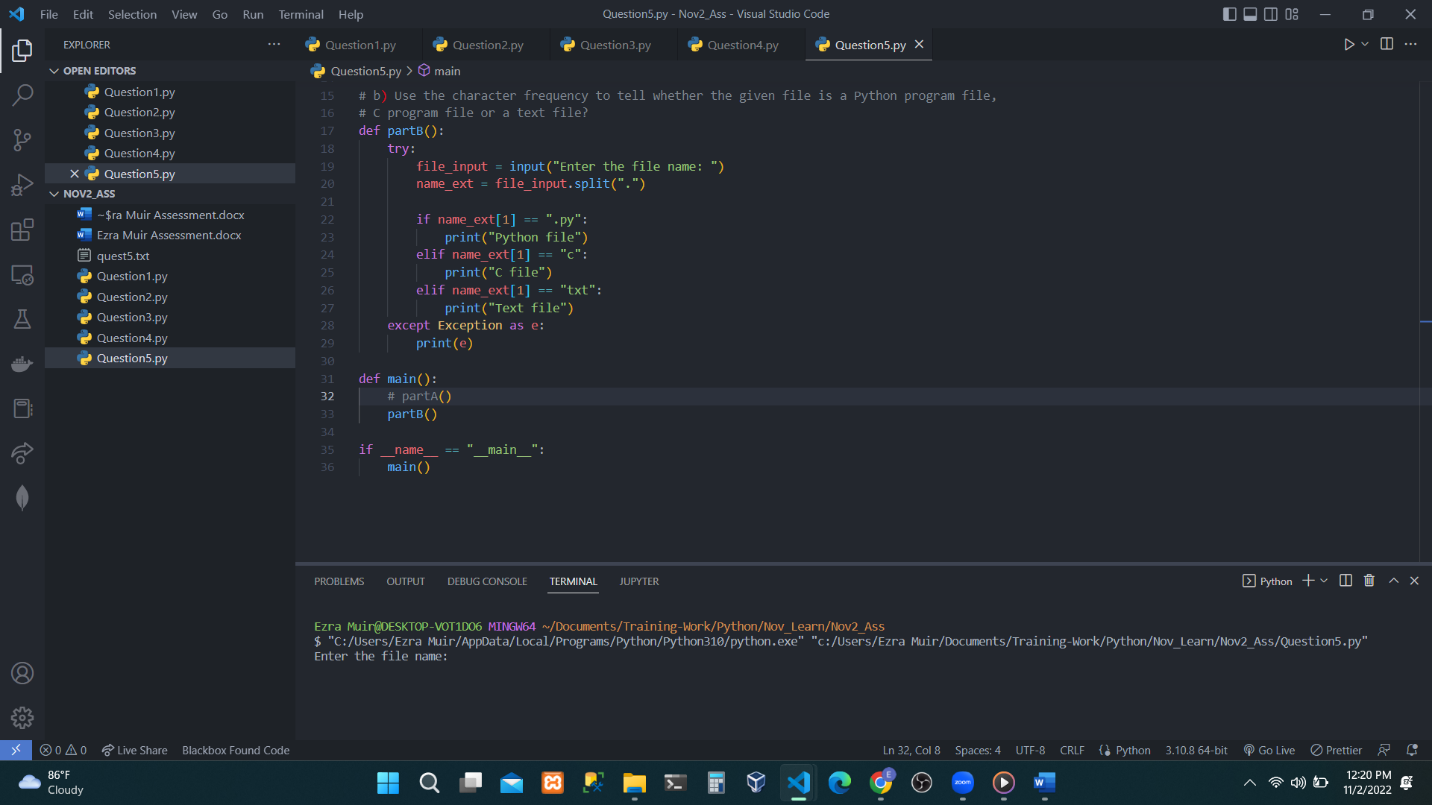 File Edit Selection View Go Run Terminal Help
Question5.py - Nov2_Ass - Visual Studio Code
EXPLORER
Question1.py Question2.py Question3.py Question4.py Question5.py
OPEN EDITORS
Question1.py
Question2.py
Question3.py
Question4.py
Question5.py
NOV2_ASS
~$ra Muir Assessment.docx
Ezra Muir Assessment.docx
quest5.txt
Question1.py
Question2.py
Question3.py
Question4.py
Question5.py
Question5.py > main
15 # b) Use the character frequency to tell whether the given file is a Python program file,
16 # C program file or a text file?
17 def partB():
18 try:
19 file_input = input("Enter the file name: ")
20 name_ext = file_input.split(".")
21
22 if name_ext[1] == ".py":
23 print("Python file")
24 elif name_ext[1] == "c":
25 print("C file")
26 elif name_ext[1] == "txt":
27 print("Text file")
28 except Exception as e:
29 print(e)
30
31 def main():
32 # partA()
33 partB()
34
35 if __name__ == "__main__":
36 main()
PROBLEMS OUTPUT DEBUG CONSOLE TERMINAL JUPYTER
Python
Ezra Muir@DESKTOP-VOT1DO6 MINGW64 ~/Documents/Training-Work/Python/Nov_Learn/Nov2_Ass
$ "C:/Users/Ezra Muir/AppData/Local/Programs/Python/Python310/python.exe" "c:/Users/Ezra Muir/Documents/Training-Work/Python/Nov_Learn/Nov2_Ass/Question5.py"
Enter the file name:
0 0 Live Share Blackbox Found Code
Ln 32, Col 8 Spaces: 4 UTF-8 CRLF Python 3.10.8 64-bit Go Live Prettier
86°F
Cloudy
E
zoom
12:20 PM
11/2/2022